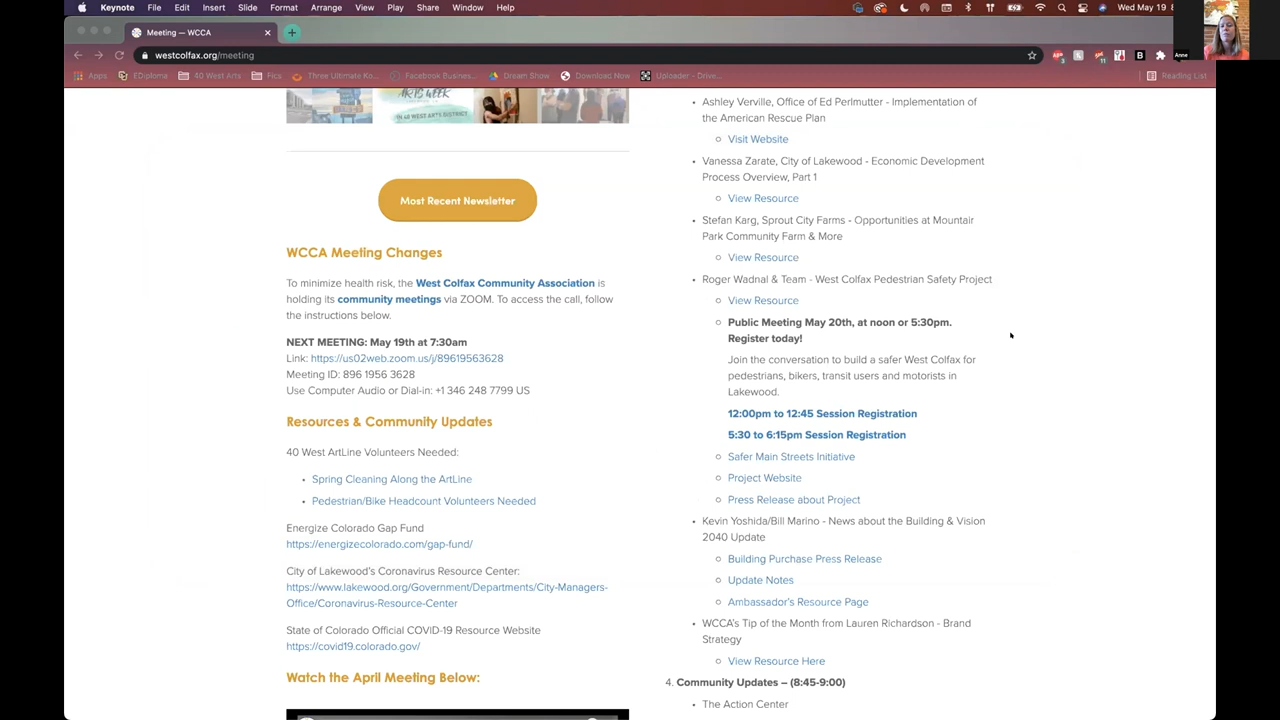 Keynote File Edit Insert Slide Format Arrange View Play Share Window Help Wed May 19 8
Meeting — WCCA
westcolfax.org/meeting
Anne
Apps EDiploma 40 West Arts Fics Three Ultimate Ko... Facebook Busines... Dream Show Download Now Uploader - Drive... Reading List
ARTS WEEK
IN 40 WEST ARTS DISTRICT
Most Recent Newsletter
WCCA Meeting Changes
To minimize health risk, the West Colfax Community Association is
holding its community meetings via ZOOM. To access the call, follow
the instructions below.
NEXT MEETING: May 19th at 7:30am
Link: https://us02web.zoom.us/j/89619563628
Meeting ID: 896 1956 3628
Use Computer Audio or Dial-in: +1 346 248 7799 US
Resources & Community Updates
40 West ArtLine Volunteers Needed:
• Spring Cleaning Along the ArtLine
• Pedestrian/Bike Headcount Volunteers Needed
Energize Colorado Gap Fund
https://energizecolorado.com/gap-fund/
City of Lakewood's Coronavirus Resource Center:
https://www.lakewood.org/Government/Departments/City-Managers-
Office/Coronavirus-Resource-Center
State of Colorado Official COVID-19 Resource Website
https://covid19.colorado.gov/
Watch the April Meeting Below:
• Ashley Verville, Office of Ed Perlmutter - Implementation of
the American Rescue Plan
Visit Website
• Vanessa Zarate, City of Lakewood - Economic Development
Process Overview, Part 1
View Resource
• Stefan Karg, Sprout City Farms - Opportunities at Mountair
Park Community Farm & More
View Resource
• Roger Wadnal & Team - West Colfax Pedestrian Safety Project
View Resource
Public Meeting May 20th, at noon or 5:30pm.
Register today!
Join the conversation to build a safer West Colfax for
pedestrians, bikers, transit users and motorists in
Lakewood.
12:00pm to 12:45 Session Registration
5:30 to 6:15pm Session Registration
Safer Main Streets Initiative
Project Website
Press Release about Project
• Kevin Yoshida/Bill Marino - News about the Building & Vision
2040 Update
Building Purchase Press Release
Update Notes
Ambassador's Resource Page
• WCCA's Tip of the Month from Lauren Richardson - Brand
Strategy
View Resource Here
4. Community Updates – (8:45-9:00)
• The Action Center